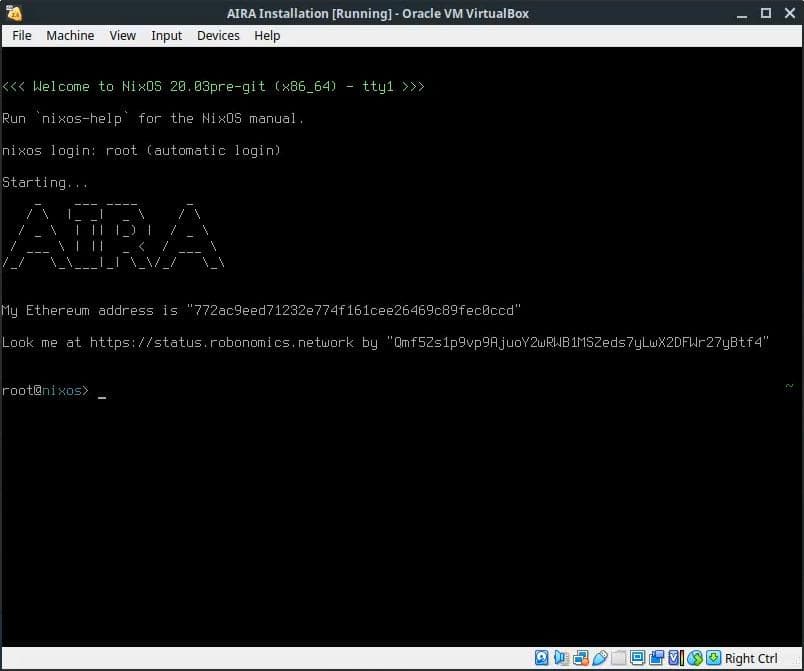 AIRA Installation [Running] - Oracle VM VirtualBox
File Machine View Input Devices Help
<<< Welcome to NixOS 20.03pre-git (x86_64) - tty1 >>>
Run `nixos-help` for the NixOS manual.
nixos login: root (automatic login)
Starting...
AIRA
My Ethereum address is "772ac9eed71232e774f161cee26469c89fec0ccd"
Look me at https://status.robonomics.network by "Qmf5Zs1p9vp9AjuoY2wRWB1MSZeds7yLwX2DFWr27yBtf4"
root@nixos> _ ~
Right Ctrl